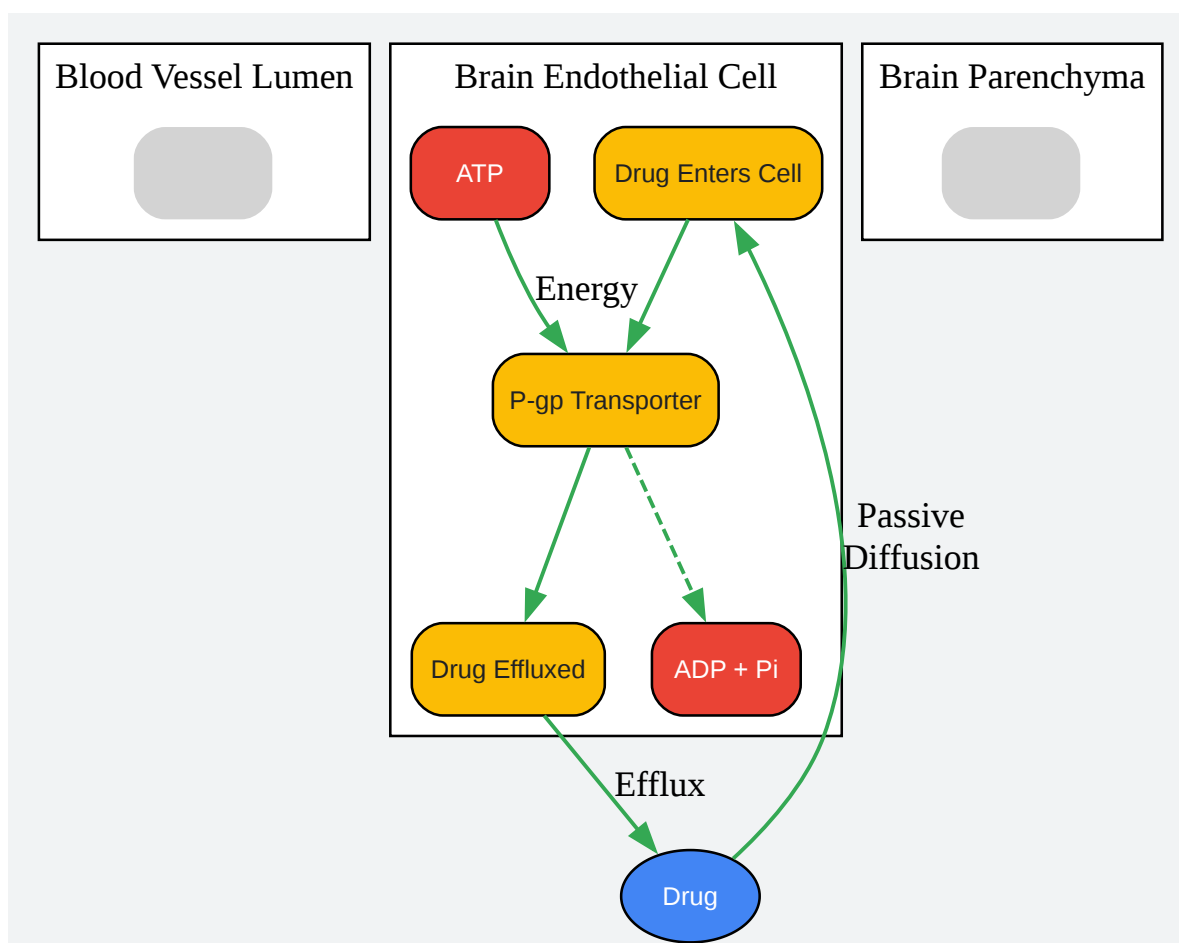 Blood Vessel Lumen
Brain Endothelial Cell
Brain Parenchyma
ATP
Drug Enters Cell
Energy
P-gp Transporter
Passive
Diffusion
Drug Effluxed
ADP + Pi
Efflux
Drug